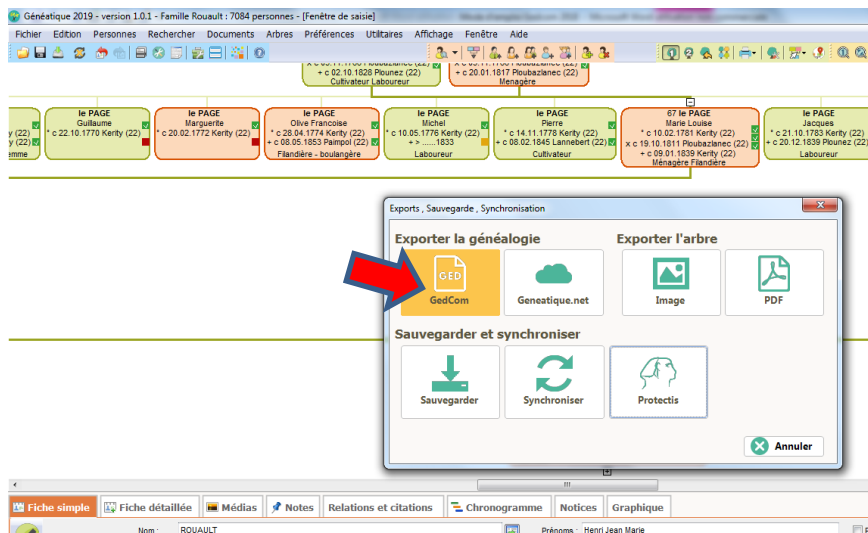 Généatique 2019 - version 1.0.1 - Famille Rouault : 7084 personnes - [Fenêtre de saisie]
Fichier Edition Personnes Rechercher Documents Arbres Préférences Utilitaires Affichage Fenêtre Aide
+ c 02.10.1828 Plounez (22)
Cultivateur Laboureur
+ c 20.01.1817 Ploubazlanec (22)
Menagère
y (22)
y (22)
emme
le PAGE
Guillaume
° c 22.10.1770 Kerity (22)
le PAGE
Marguerite
° c 20.02.1772 Kerity (22)
le PAGE
Olive Francoise
° c 28.04.1774 Kerity (22)
+ c 08.05.1853 Paimpol (22)
Filandière - boulangère
le PAGE
Michel
° c 10.05.1776 Kerity (22)
+ > ......1833
Laboureur
le PAGE
Pierre
° c 14.11.1778 Kerity (22)
+ c 08.02.1845 Lannebert (22)
Cultivateur
67 le PAGE
Marie Louise
° c 10.02.1781 Kerity (22)
x c 19.10.1811 Ploubazlanec (22)
+ c 09.01.1839 Kerity (22)
Ménagère Filandière
le PAGE
Jacques
° c 21.10.1783 Kerity (22)
+ c 20.12.1839 Plounez (22)
Laboureur
Exports , Sauvegarde , Synchronisation
Exporter la généalogie Exporter l'arbre
GED
GedCom Geneatique.net Image PDF
Sauvegarder et synchroniser
Sauvegarder Synchroniser Protectis
Annuler
Fiche simple Fiche détaillée Médias Notes Relations et citations Chronogramme Notices Graphique
Nom : ROUAULT Prénoms : Henri Jean Marie